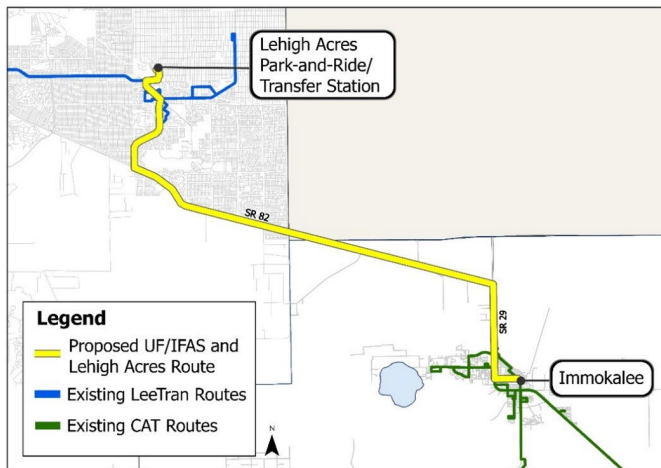 Lehigh Acres
Park-and-Ride/
Transfer Station
SR 82
SR 29
Immokalee
Legend
Proposed UF/IFAS and
Lehigh Acres Route
Existing LeeTran Routes
Existing CAT Routes
N